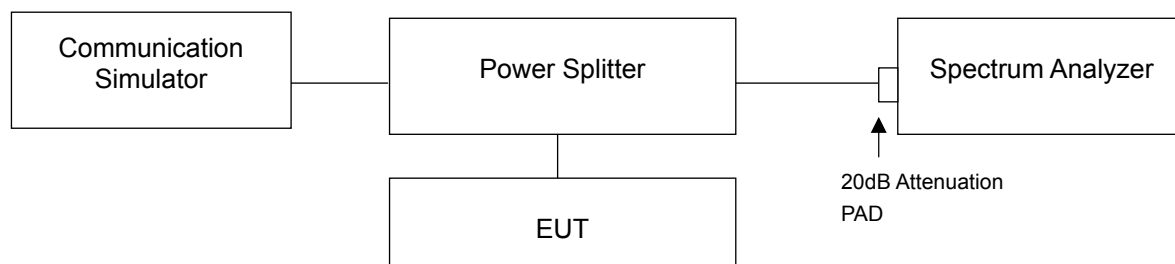 Communication
Simulator
Power Splitter
Spectrum Analyzer
20dB Attenuation
PAD
EUT